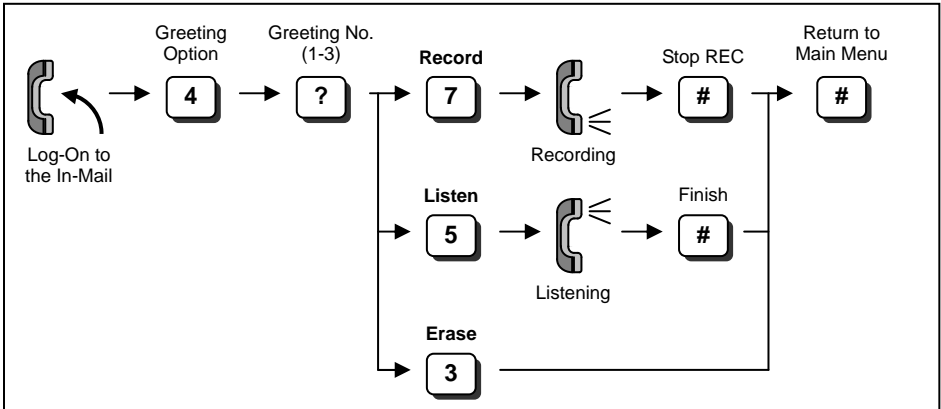 Greeting
Option
Greeting No.
(1-3)
Record
Stop REC
Return to
Main Menu
4
?
7
#
#
Log-On to
the In-Mail
Recording
Listen
Finish
5
#
Listening
Erase
3